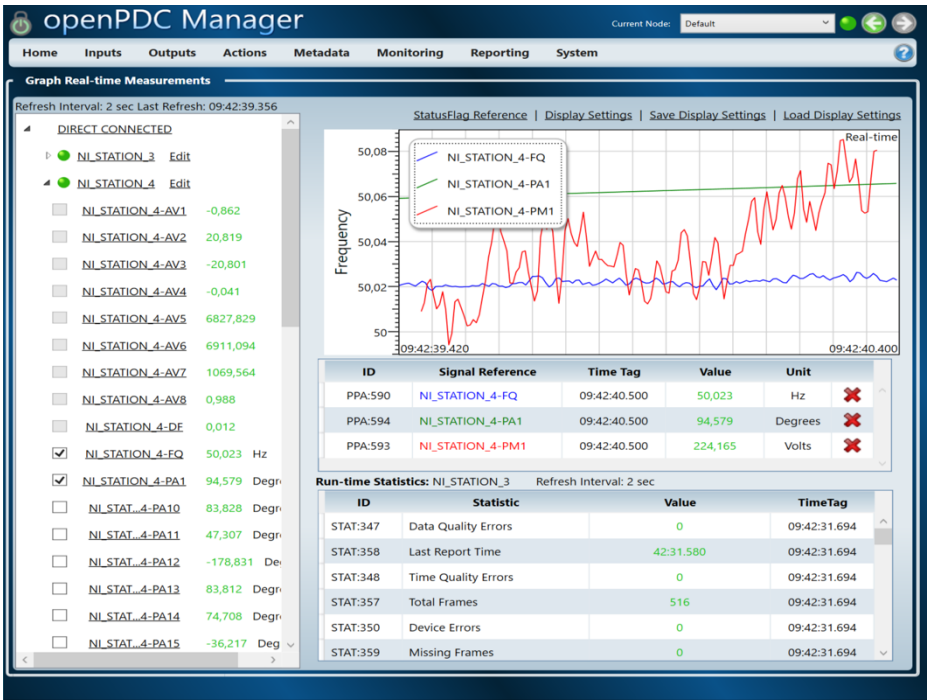 openPDC Manager
Current Node: Default
Home Inputs Outputs Actions Metadata Monitoring Reporting System
Graph Real-time Measurements
Refresh Interval: 2 sec Last Refresh: 09:42:39.356
DIRECT CONNECTED
NI_STATION_3 Edit
NI_STATION_4 Edit
NI_STATION_4-AV1 -0,862
NI_STATION_4-AV2 20,819
NI_STATION_4-AV3 -20,801
NI_STATION_4-AV4 -0,041
NI_STATION_4-AV5 6827,829
NI_STATION_4-AV6 6911,094
NI_STATION_4-AV7 1069,564
NI_STATION_4-AV8 0,988
NI_STATION_4-DF 0,012
NI_STATION_4-FQ 50,023 Hz
NI_STATION_4-PA1 94,579 Degr
NI_STAT...4-PA10 83,828 Degr
NI_STAT...4-PA11 47,307 Degr
NI_STAT...4-PA12 -178,831 De
NI_STAT...4-PA13 83,812 Degr
NI_STAT...4-PA14 74,708 Degr
NI_STAT...4-PA15 -36,217 Deg
StatusFlag Reference | Display Settings | Save Display Settings | Load Display Settings
Real-time
Frequency
50,08
50,06
50,04
50,02
50
NI_STATION_4-FQ
NI_STATION_4-PA1
NI_STATION_4-PM1
09:42:39.420 09:42:40.400
ID Signal Reference Time Tag Value Unit
PPA:590 NI_STATION_4-FQ 09:42:40.500 50,023 Hz
PPA:594 NI_STATION_4-PA1 09:42:40.500 94,579 Degrees
PPA:593 NI_STATION_4-PM1 09:42:40.500 224,165 Volts
Run-time Statistics: NI_STATION_3 Refresh Interval: 2 sec
ID Statistic Value TimeTag
STAT:347 Data Quality Errors 0 09:42:31.694
STAT:358 Last Report Time 42:31.580 09:42:31.694
STAT:348 Time Quality Errors 0 09:42:31.694
STAT:357 Total Frames 516 09:42:31.694
STAT:350 Device Errors 0 09:42:31.694
STAT:359 Missing Frames 0 09:42:31.694